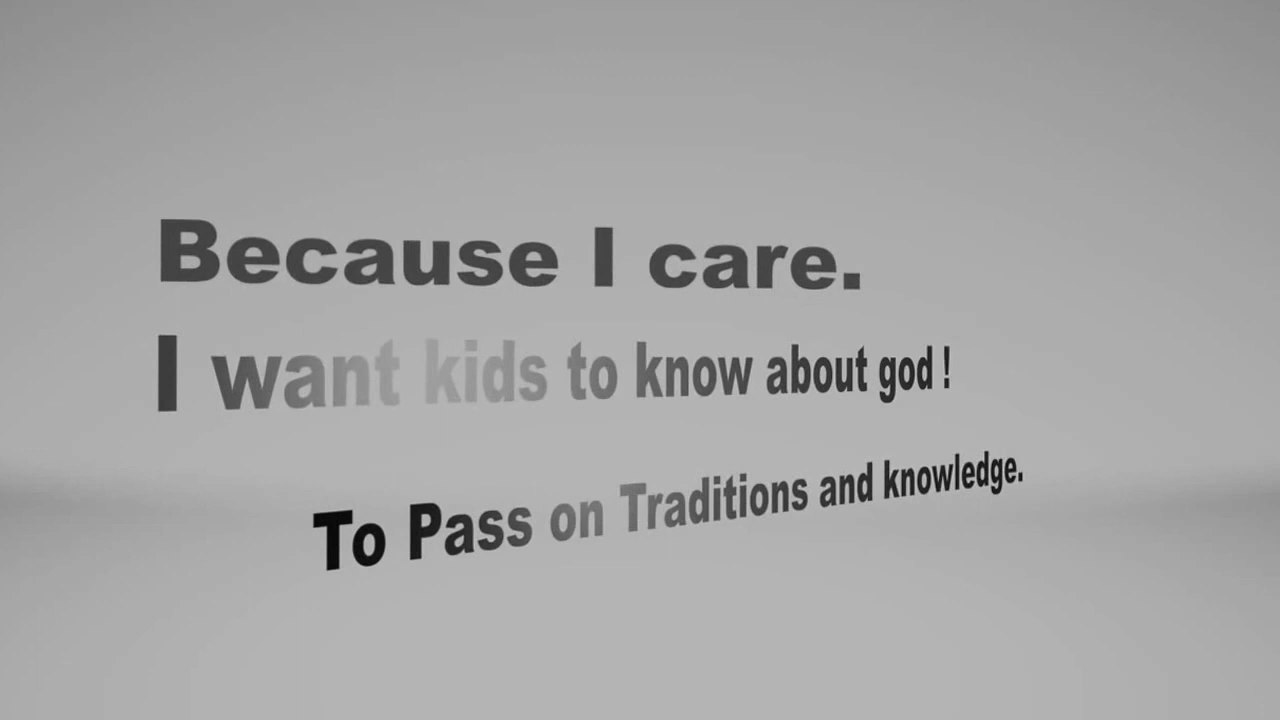 Because I care.
I want kids to know about god !
To Pass on Traditions and knowledge.